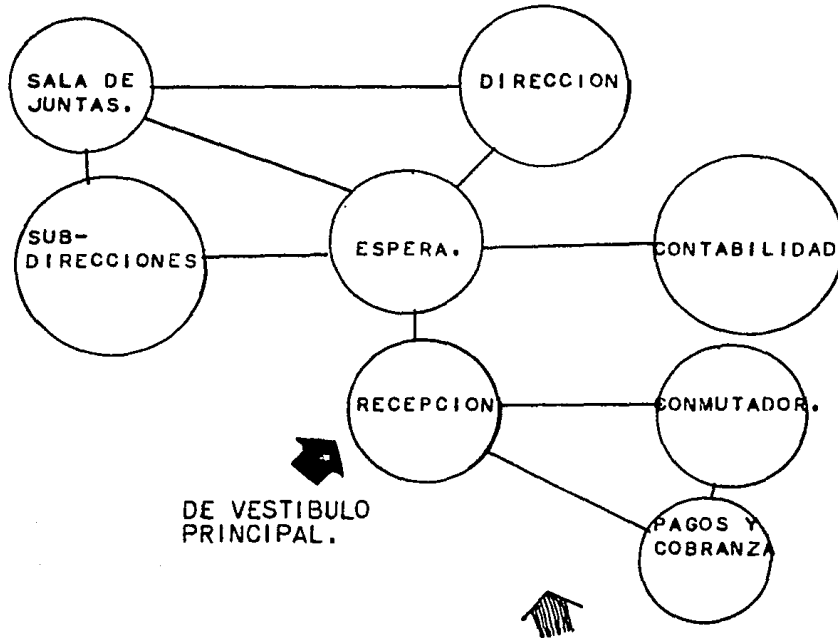 SALA DE
JUNTAS.
DIRECCION
SUB-
DIRECCIONES
ESPERA.
CONTABILIDAD
RECEPCION
CONMUTADOR.
DE VESTIBULO
PRINCIPAL.
PAGOS Y
COBRANZA